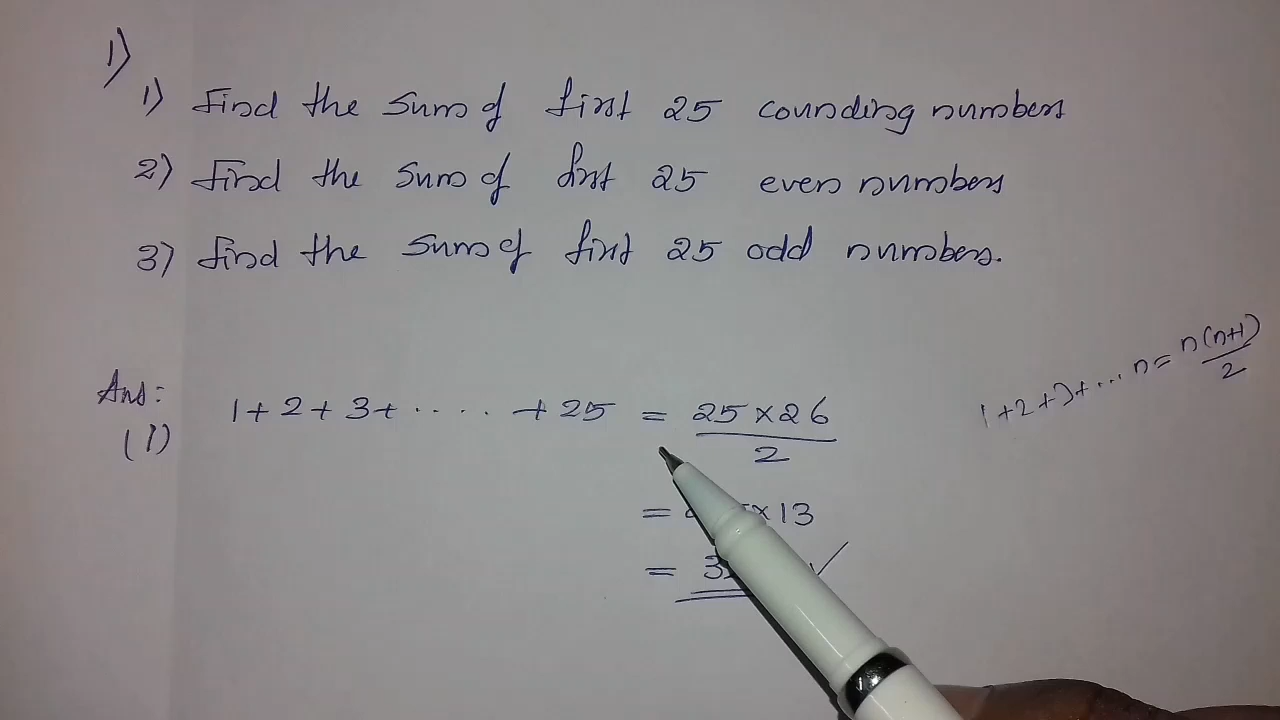 1)
1) Find the sum of first 25 counding numbers
2) Find the sum of first 25 even numbers
3) Find the sum of first 25 odd numbers.
Ans:
(1) 1+2+3+ ..... +25 = 25×26/2
1+2+3+...n = n(n+1)/2
= ×13
= 3 ✓